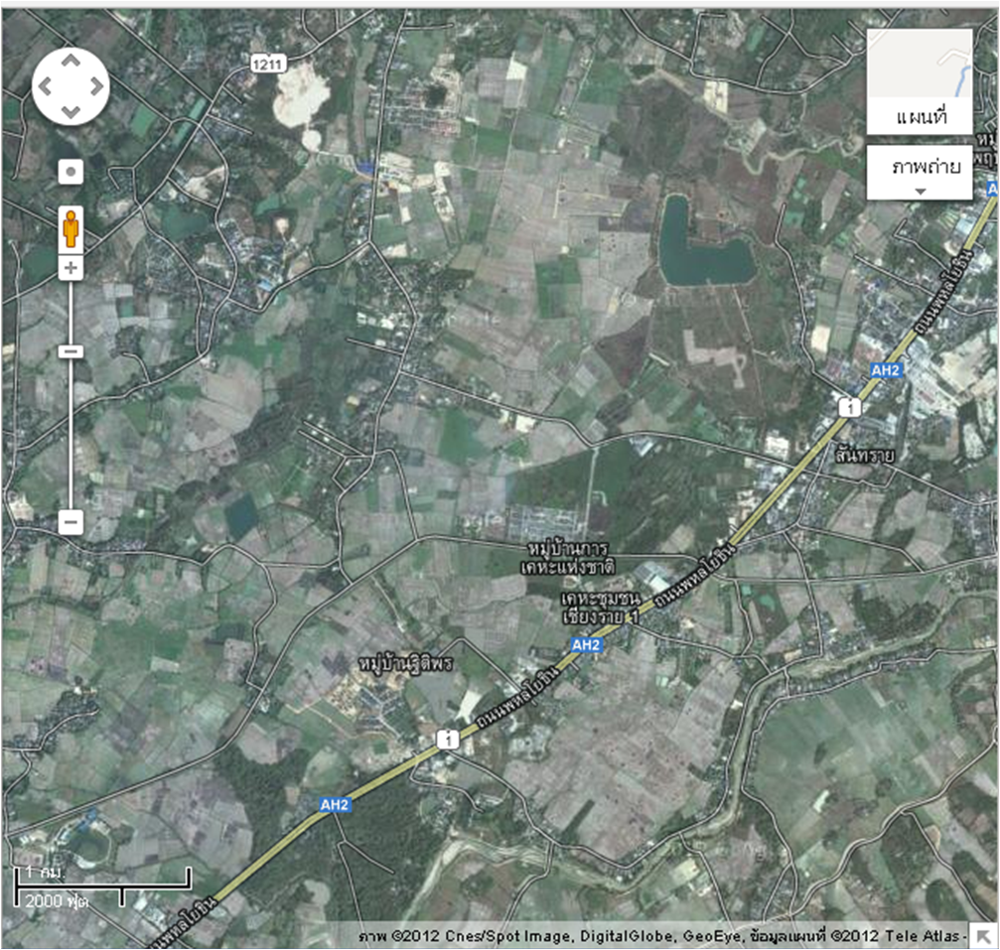 1211
แผนที่
ภาพถ่าย
ถนนพหลโยธิน
AH2
1
สันทราย
หมู่บ้านการ
เคหะแห่งชาติ
ถนนพหลโยธิน
เคหะชุมชน
เชียงราย 1
AH2
หมู่บ้านฐิติพร
ถนนพหลโยธิน
1
AH2
1 กม.
2000 ฟุต
ภาพ ©2012 Cnes/Spot Image, DigitalGlobe, GeoEye, ข้อมูลแผนที่ ©2012 Tele Atlas -